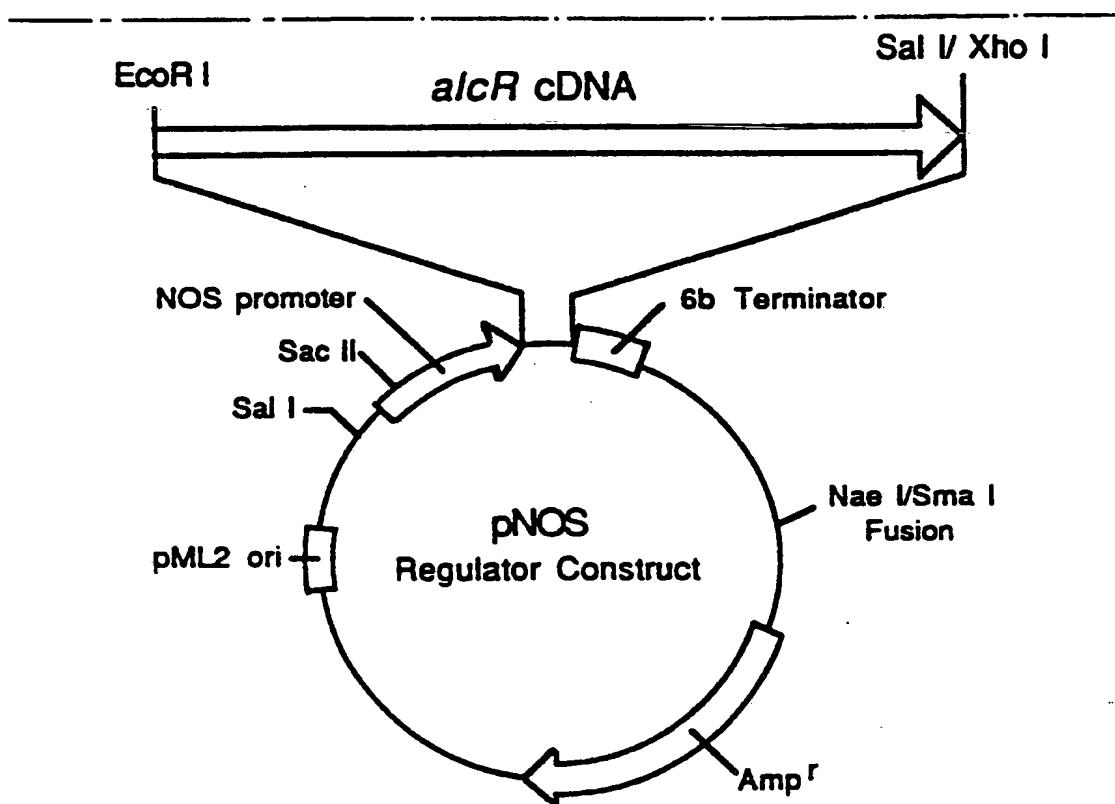 EcoR I
alcR cDNA
Sal I/ Xho I
NOS promoter
6b Terminator
Sac II
Sal I
Nae I/Sma I
Fusion
pNOS
Regulator Construct
pML2 ori
Amp r